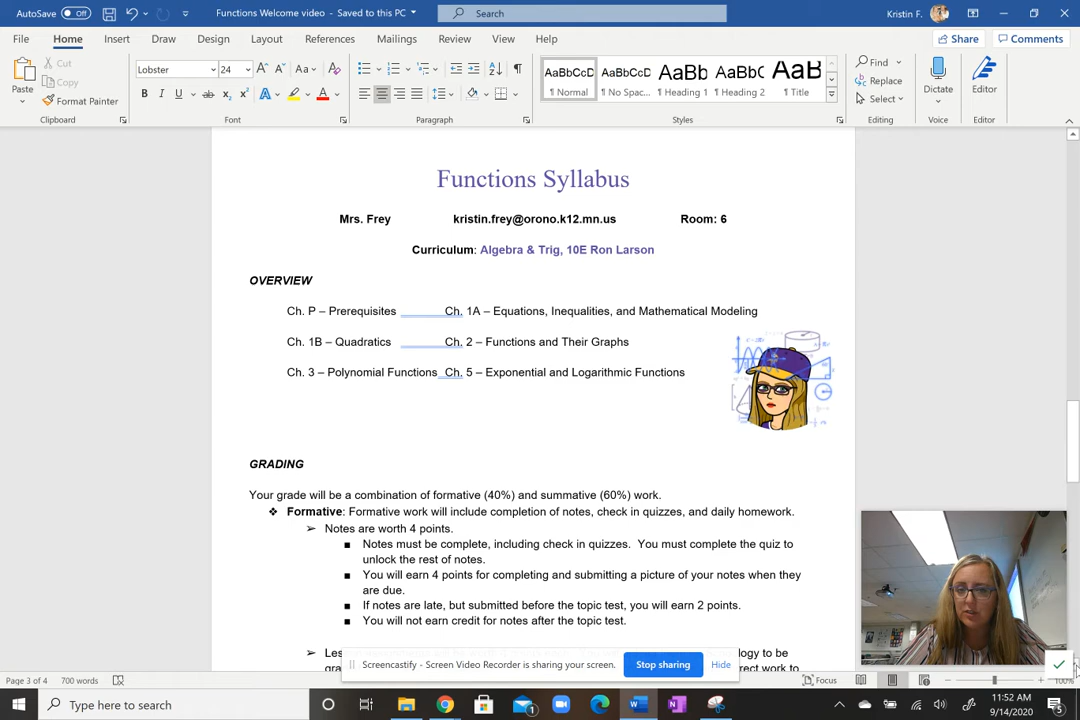 AutoSave Off Functions Welcome video - Saved to this PC Search Kristin F.
File Home Insert Draw Design Layout References Mailings Review View Help Share Comments
Paste Cut Copy Format Painter Clipboard
Lobster 24 Aa B I U ab x₂ x² A A Font
Paragraph
AaBbCcD ¶ Normal AaBbCcD ¶ No Spac... AaBb( ¶ Heading 1 AaBbC ¶ Heading 2 AaB ¶ Title Styles
Find Replace Select Editing
Dictate Voice
Editor Editor
Functions Syllabus
Mrs. Frey kristin.frey@orono.k12.mn.us Room: 6
Curriculum: Algebra & Trig, 10E Ron Larson
OVERVIEW
Ch. P – Prerequisites Ch. 1A – Equations, Inequalities, and Mathematical Modeling
Ch. 1B – Quadratics Ch. 2 – Functions and Their Graphs
Ch. 3 – Polynomial Functions Ch. 5 – Exponential and Logarithmic Functions
GRADING
Your grade will be a combination of formative (40%) and summative (60%) work.
❖ Formative: Formative work will include completion of notes, check in quizzes, and daily homework.
➢ Notes are worth 4 points.
▪ Notes must be complete, including check in quizzes. You must complete the quiz to
unlock the rest of notes.
▪ You will earn 4 points for completing and submitting a picture of your notes when they
are due.
▪ If notes are late, but submitted before the topic test, you will earn 2 points.
▪ You will not earn credit for notes after the topic test.
Screencastify - Screen Video Recorder is sharing your screen. Stop sharing Hide
Page 3 of 4 700 words Focus 100%
Type here to search 1 11:52 AM
9/14/2020 5